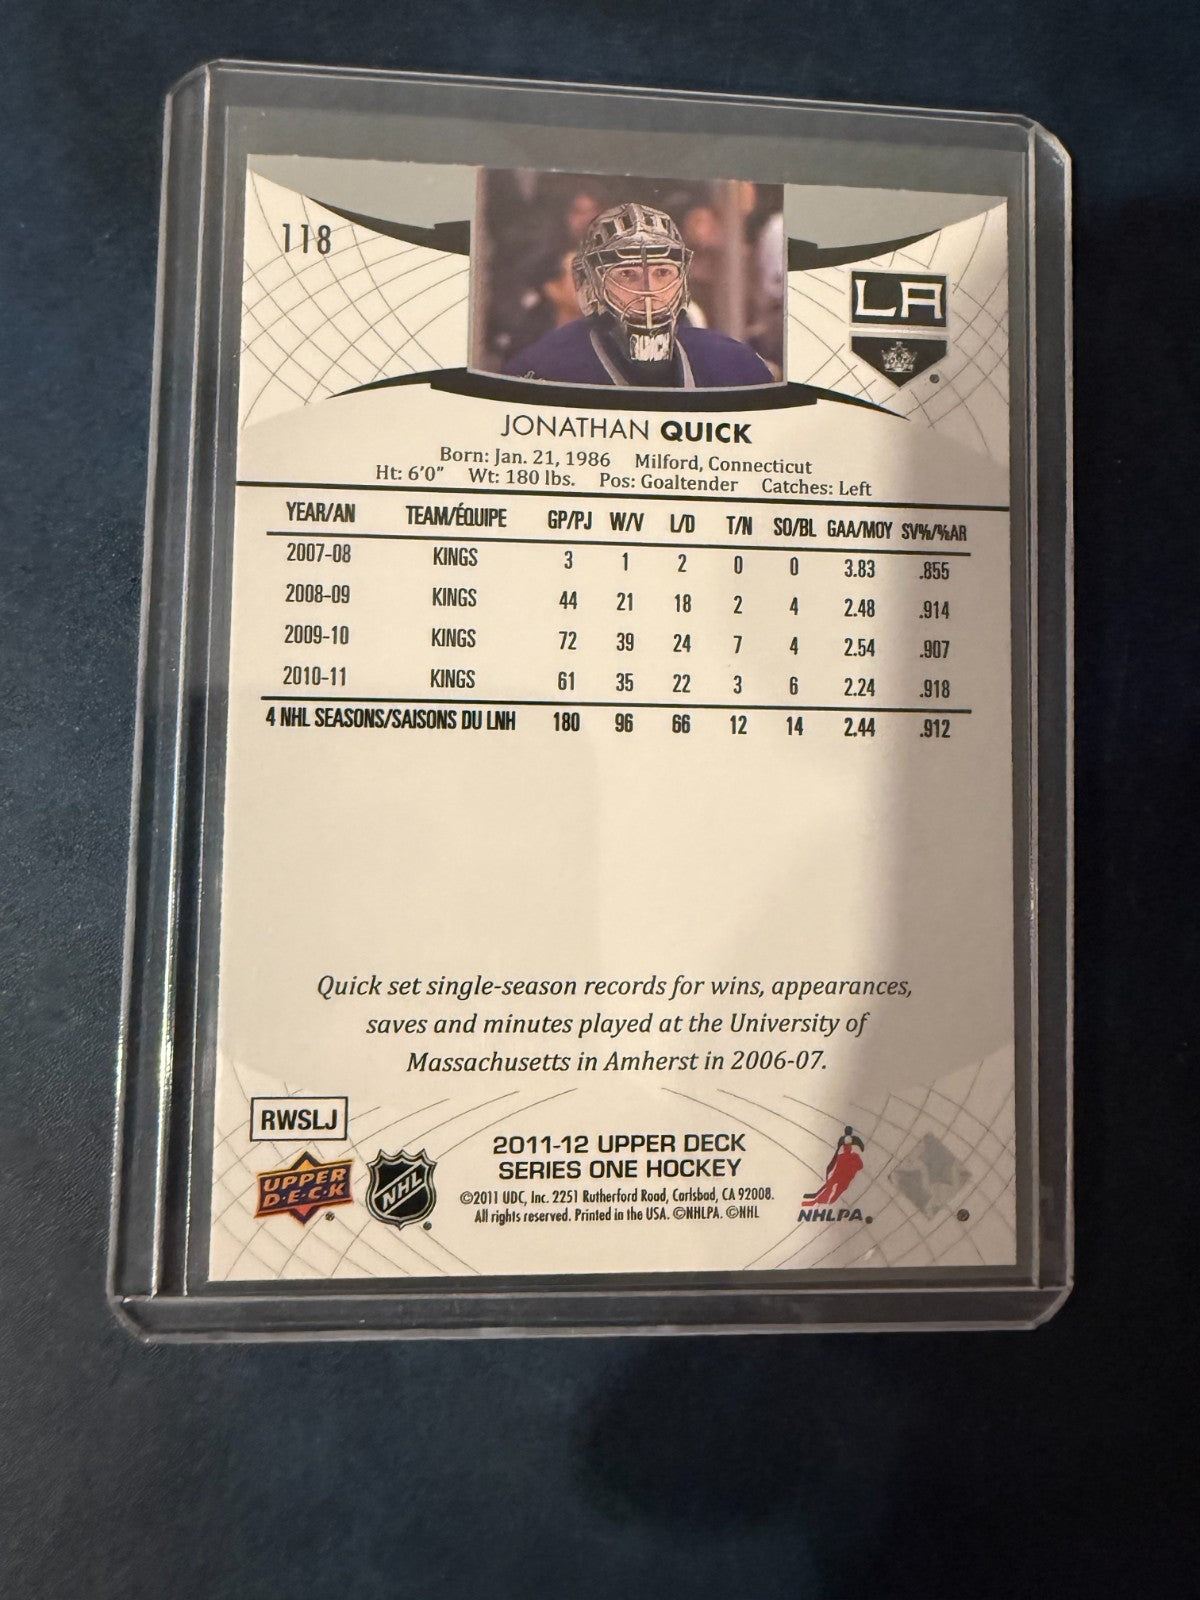 118
QUICK
LA
JONATHAN QUICK
Born: Jan. 21, 1986 Milford, Connecticut
Ht: 6'0" Wt: 180 lbs. Pos: Goaltender Catches: Left
YEAR/AN TEAM/ÉQUIPE GP/PJ W/V L/D T/N SO/BL GAA/MOY SV%/%AR
2007-08 KINGS 3 1 2 0 0 3.83 .855
2008-09 KINGS 44 21 18 2 4 2.48 .914
2009-10 KINGS 72 39 24 7 4 2.54 .907
2010-11 KINGS 61 35 22 3 6 2.24 .918
4 NHL SEASONS/SAISONS DU LNH 180 96 66 12 14 2.44 .912
Quick set single-season records for wins, appearances,
saves and minutes played at the University of
Massachusetts in Amherst in 2006-07.
RWSLJ
UPPER
DECK
NHL
2011-12 UPPER DECK
SERIES ONE HOCKEY
©2011 UDC, Inc. 2251 Rutherford Road, Carlsbad, CA 92008.
All rights reserved. Printed in the USA. ©NHLPA. ©NHL
NHLPA®